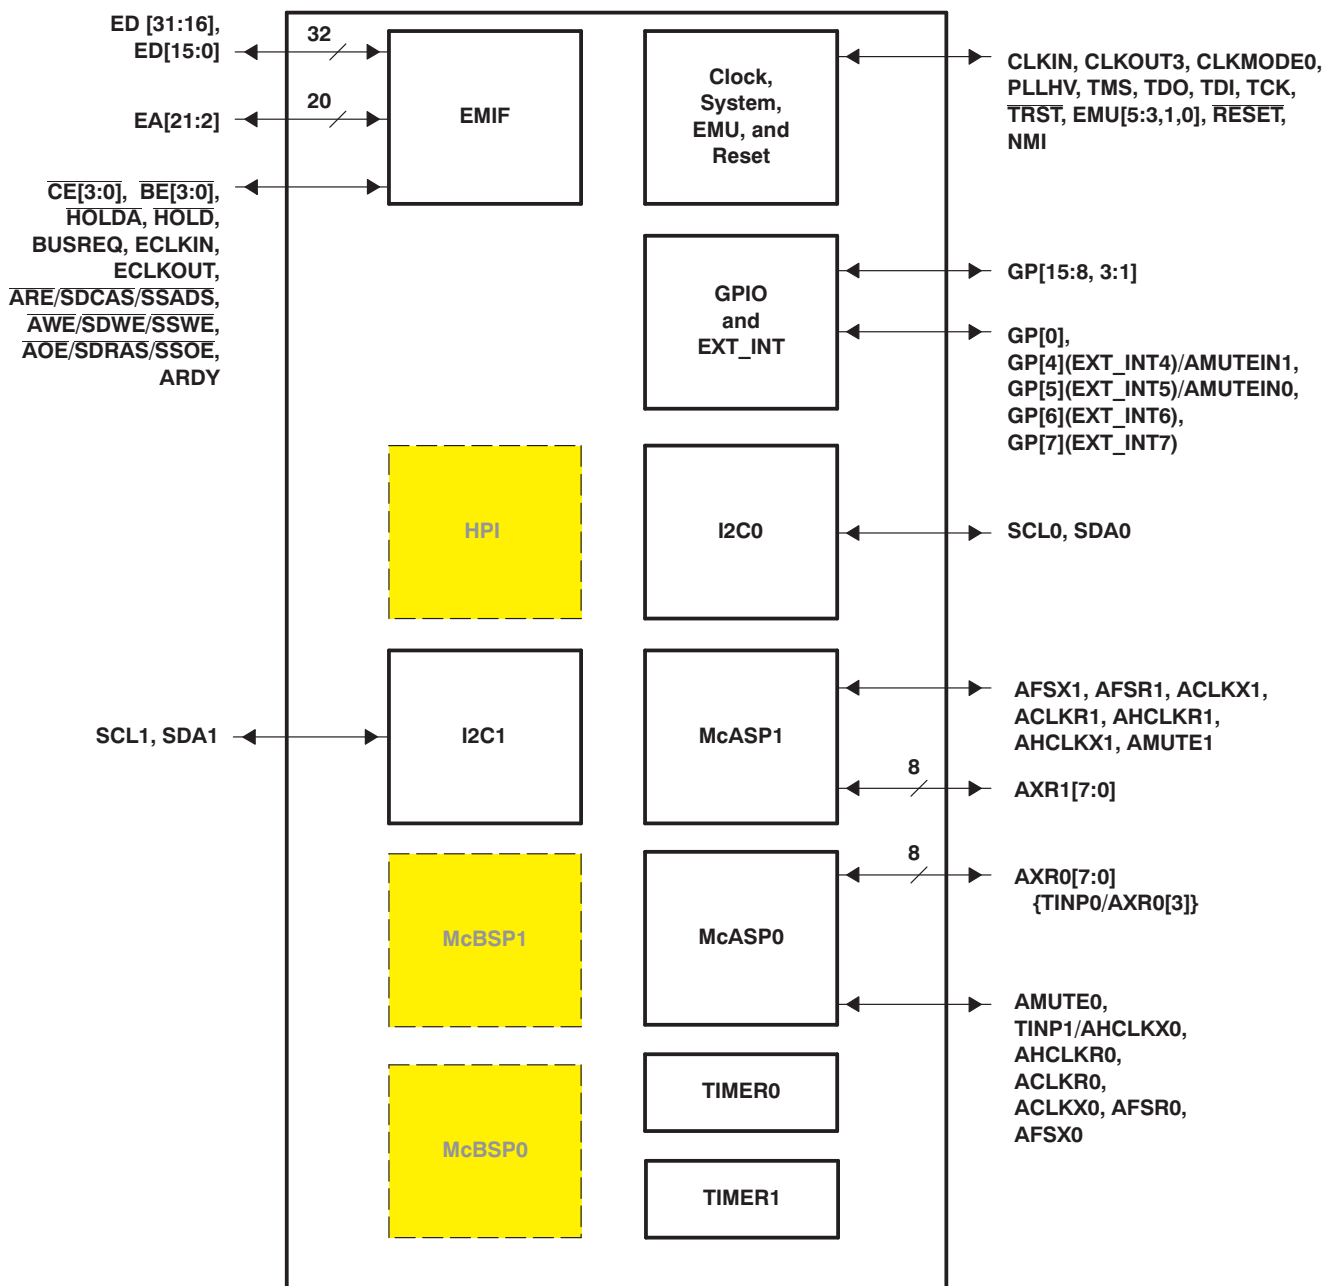 ED [31:16],
ED[15:0]
32
EA[21:2]
20
CE[3:0], BE[3:0],
HOLDA, HOLD,
BUSREQ, ECLKIN,
ECLKOUT,
ARE/SDCAS/SSADS,
AWE/SDWE/SSWE,
AOE/SDRAS/SSOE,
ARDY
EMIF
Clock,
System,
EMU, and
Reset
CLKIN, CLKOUT3, CLKMODE0,
PLLHV, TMS, TDO, TDI, TCK,
TRST, EMU[5:3,1,0], RESET,
NMI
GPIO
and
EXT_INT
GP[15:8, 3:1]
GP[0],
GP[4](EXT_INT4)/AMUTEIN1,
GP[5](EXT_INT5)/AMUTEIN0,
GP[6](EXT_INT6),
GP[7](EXT_INT7)
HPI
I2C0
SCL0, SDA0
SCL1, SDA1
I2C1
McASP1
AFSX1, AFSR1, ACLKX1,
ACLKR1, AHCLKR1,
AHCLKX1, AMUTE1
8
AXR1[7:0]
McBSP1
McASP0
8
AXR0[7:0]
{TINP0/AXR0[3]}
AMUTE0,
TINP1/AHCLKX0,
AHCLKR0,
ACLKR0,
ACLKX0, AFSR0,
AFSX0
McBSP0
TIMER0
TIMER1